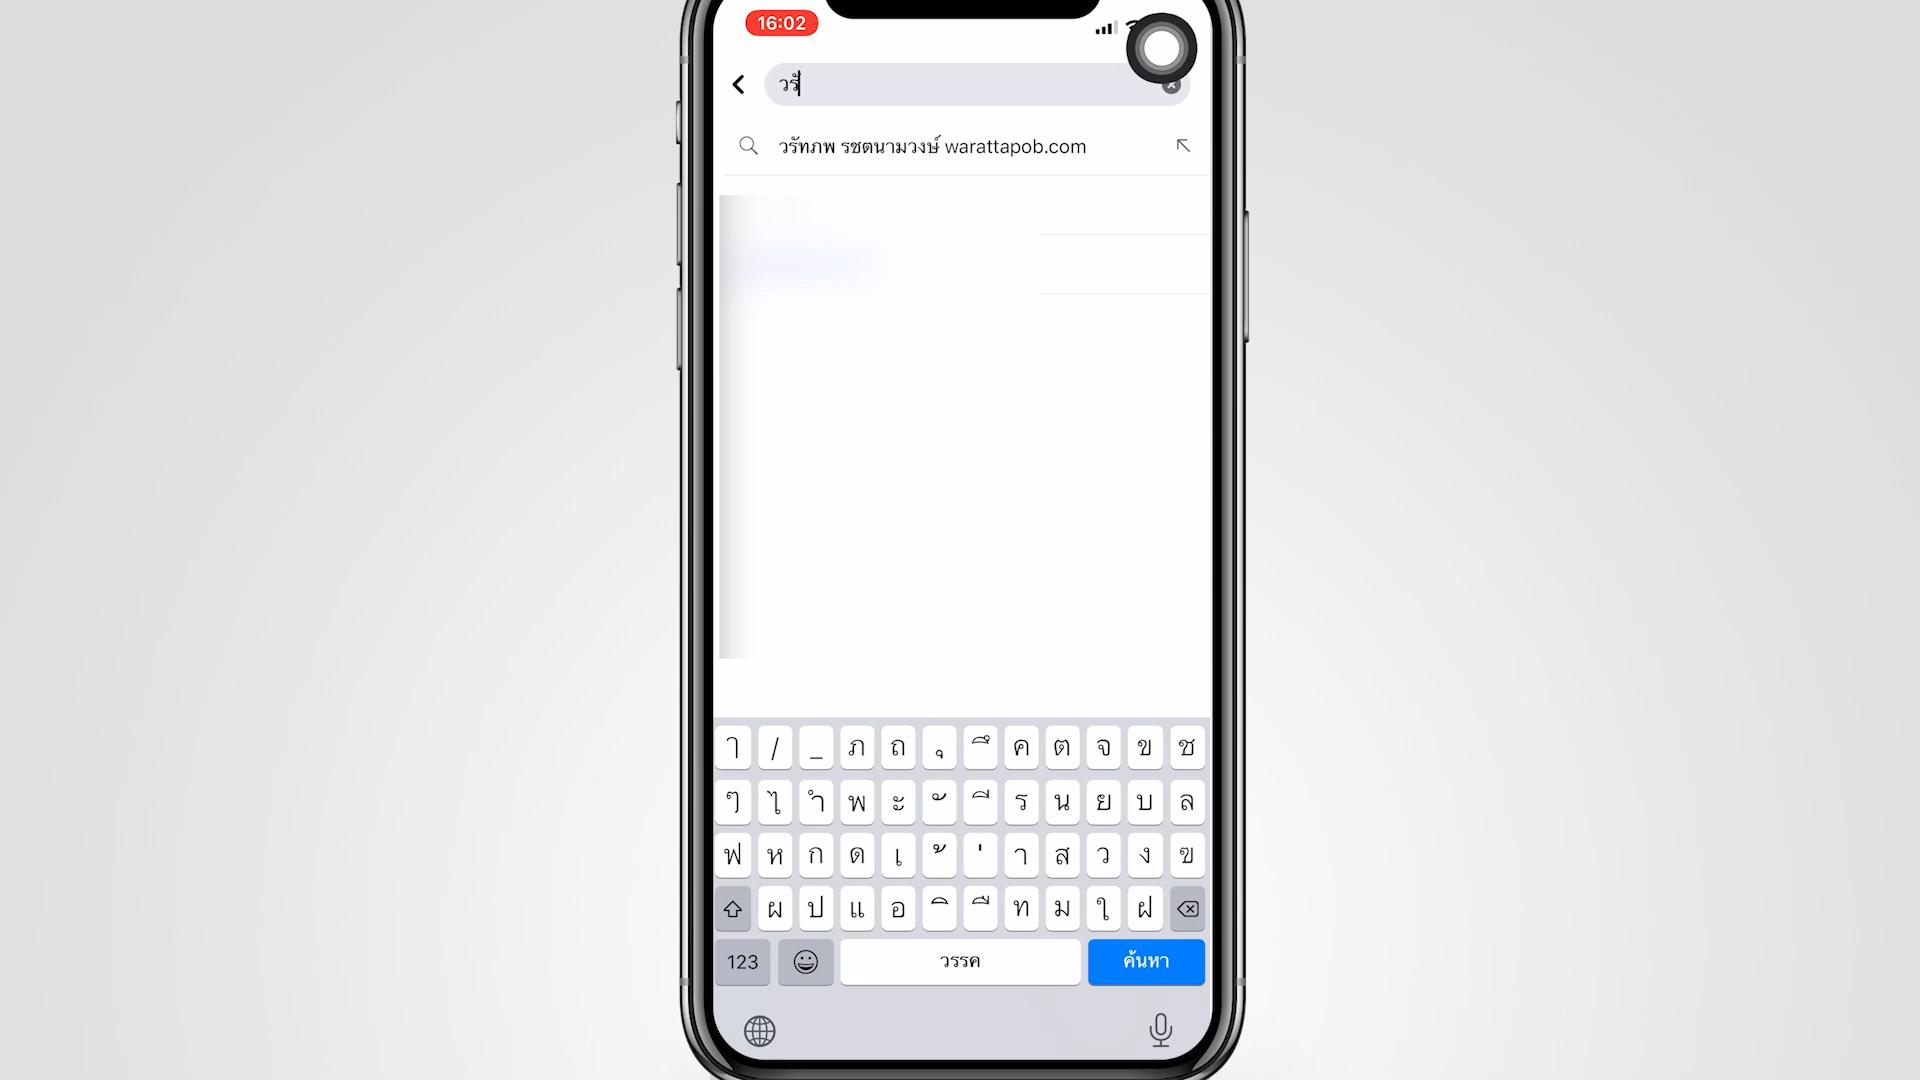 16:02
วรั
วรัทภพ รชตนามวงษ์ warattapob.com
ๅ / _ ภ ถ ุ ึ ค ต จ ข ช
ๆ ไ ำ พ ะ ั ี ร น ย บ ล
ฟ ห ก ด เ ้ ่ า ส ว ง ฃ
ผ ป แ อ ิ ื ท ม ใ ฝ
123 วรรค ค้นหา